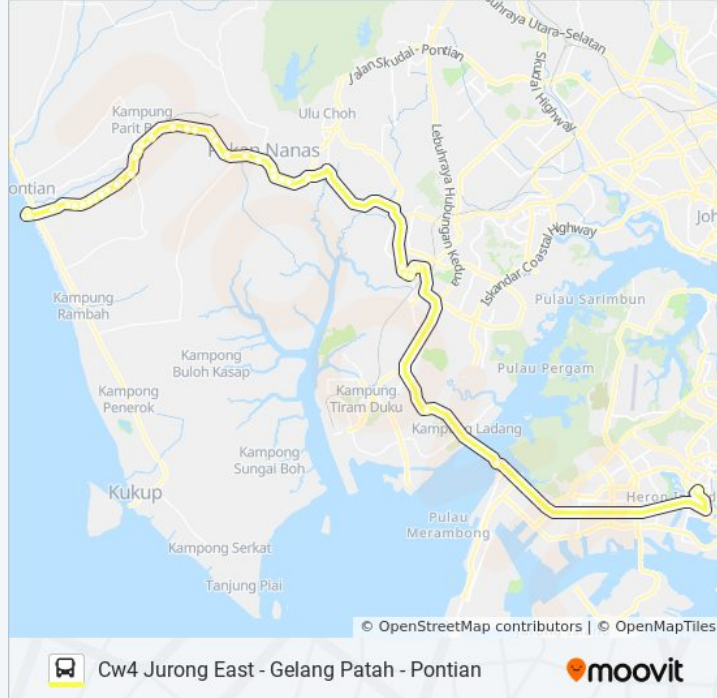 Lebuhraya Utara-Selatan
Jalan Skudai - Pontian
Skudai Highway
Kampung
Parit B
Ulu Choh
Pekan Nanas
Lebuhraya Hubungan Kedua
ontian
Joh
Iskandar Coastal Highway
Kampung
Rambah
Pulau Sarimbun
Kampong
Buloh Kasap
Pulau Pergam
Kampong
Penerok
Kampung
Tiram Duku
Kampung Ladang
Kampong
Sungai Boh
Kukup
Heron
Pulau
Merambong
Kampong Serkat
Tanjung Piai
© OpenStreetMap contributors | © OpenMapTiles
Cw4 Jurong East - Gelang Patah - Pontian
moovit